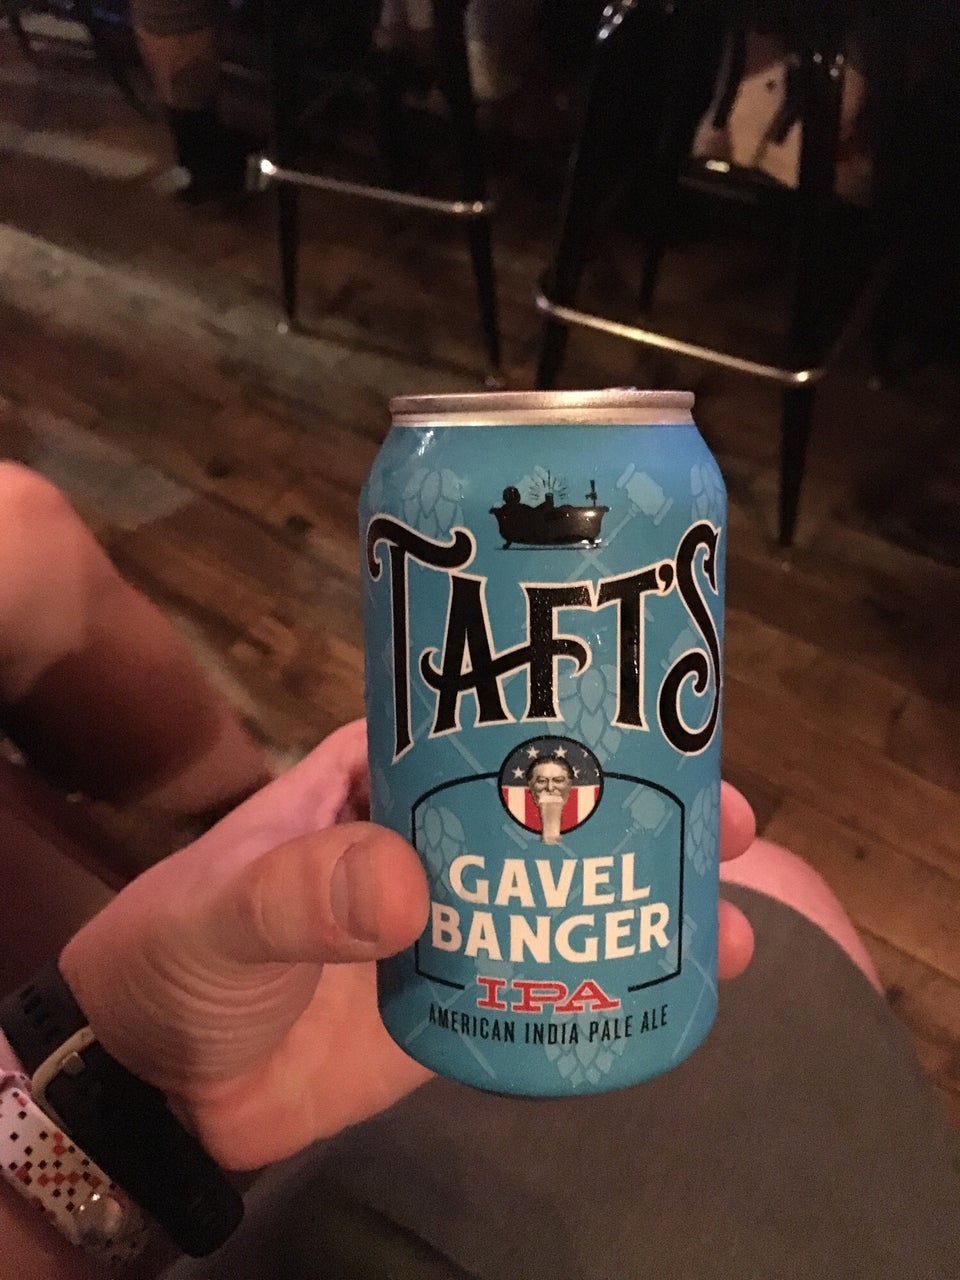 TAFT'S
GAVEL
BANGER
IPA
AMERICAN INDIA PALE ALE